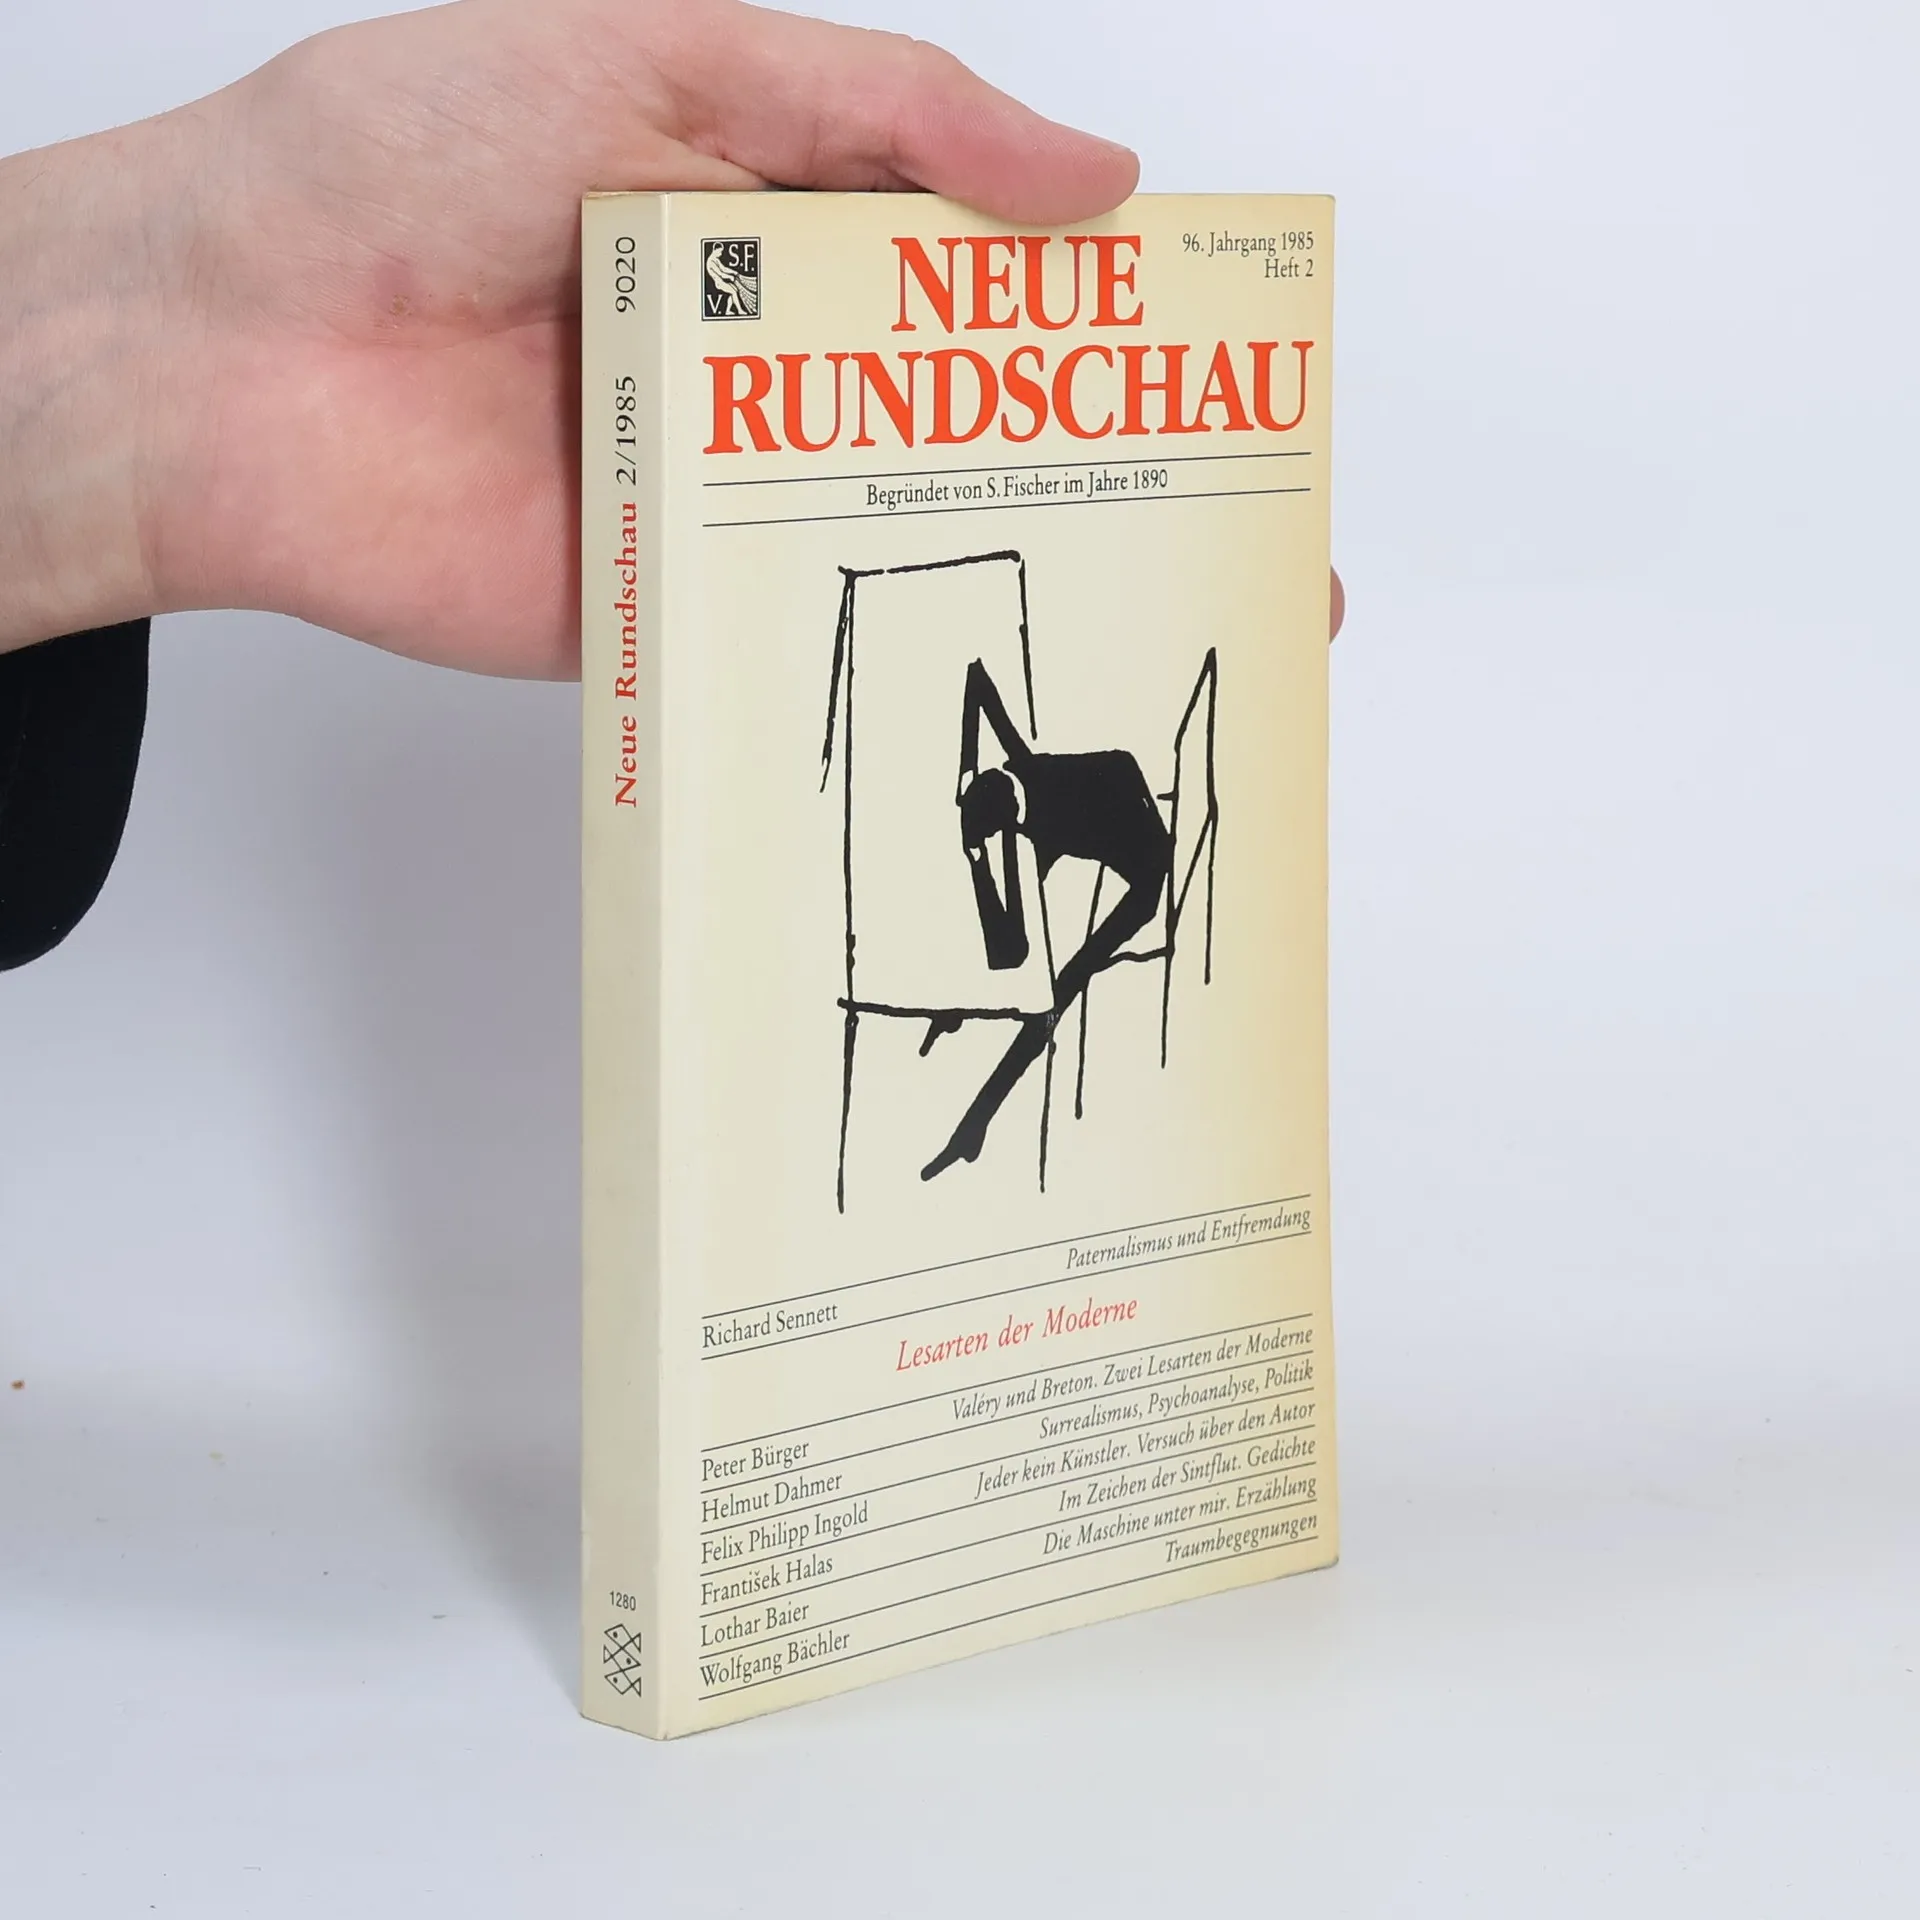 9020
Neue Rundschau 2/1985
1280
S.F.
V.
NEUE
RUNDSCHAU
96. Jahrgang 1985
Heft 2
Begründet von S. Fischer im Jahre 1890
Richard Sennett Paternalismus und Entfremdung
Lesarten der Moderne
Peter Bürger Valéry und Breton. Zwei Lesarten der Moderne
Helmut Dahmer Surrealismus, Psychoanalyse, Politik
Felix Philipp Ingold Jeder kein Künstler. Versuch über den Autor
František Halas Im Zeichen der Sintflut. Gedichte
Lothar Baier Die Maschine unter mir. Erzählung
Wolfgang Bächler Traumbegegnungen